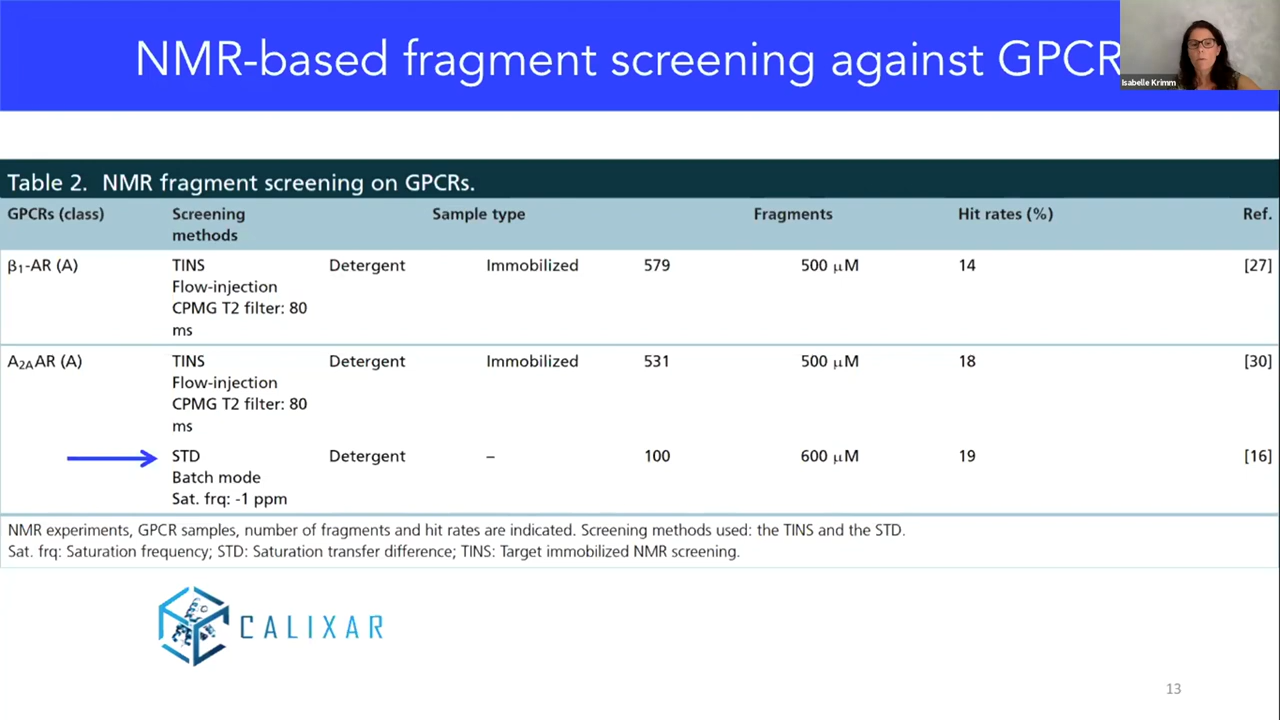 NMR-based fragment screening against GPCR
Isabelle Krimm
Table 2. NMR fragment screening on GPCRs.
GPCRs (class) Screening methods Sample type Fragments Hit rates (%) Ref.
β₁-AR (A) TINS Detergent Immobilized 579 500 μM 14 [27]
Flow-injection
CPMG T2 filter: 80
ms
A₂ₐAR (A) TINS Detergent Immobilized 531 500 μM 18 [30]
Flow-injection
CPMG T2 filter: 80
ms
STD Detergent – 100 600 μM 19 [16]
Batch mode
Sat. frq: -1 ppm
NMR experiments, GPCR samples, number of fragments and hit rates are indicated. Screening methods used: the TINS and the STD.
Sat. frq: Saturation frequency; STD: Saturation transfer difference; TINS: Target immobilized NMR screening.
CALIXAR
13